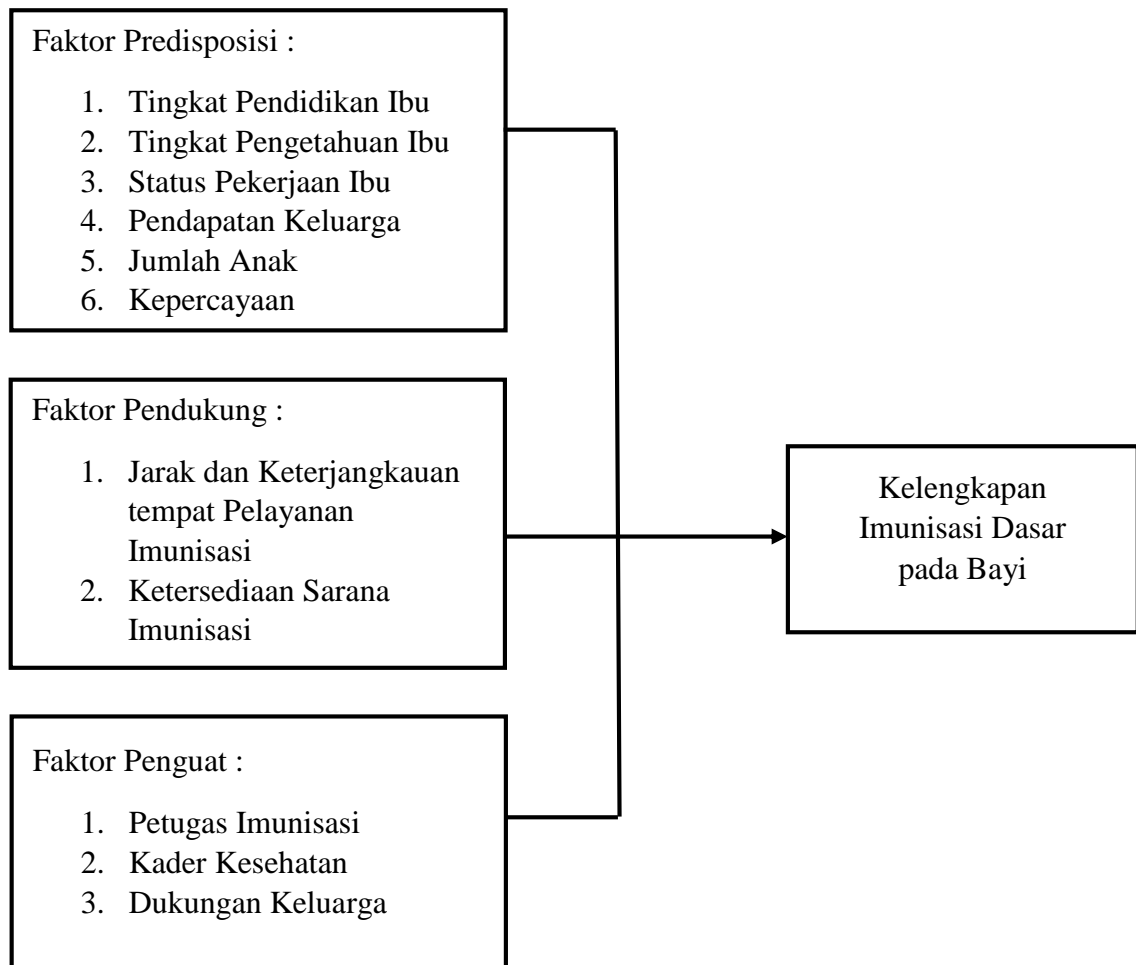 Faktor Predisposisi :
1. Tingkat Pendidikan Ibu
2. Tingkat Pengetahuan Ibu
3. Status Pekerjaan Ibu
4. Pendapatan Keluarga
5. Jumlah Anak
6. Kepercayaan
Faktor Pendukung :
1. Jarak dan Keterjangkauan
tempat Pelayanan
Imunisasi
2. Ketersediaan Sarana
Imunisasi
Kelengkapan
Imunisasi Dasar
pada Bayi
Faktor Penguat :
1. Petugas Imunisasi
2. Kader Kesehatan
3. Dukungan Keluarga